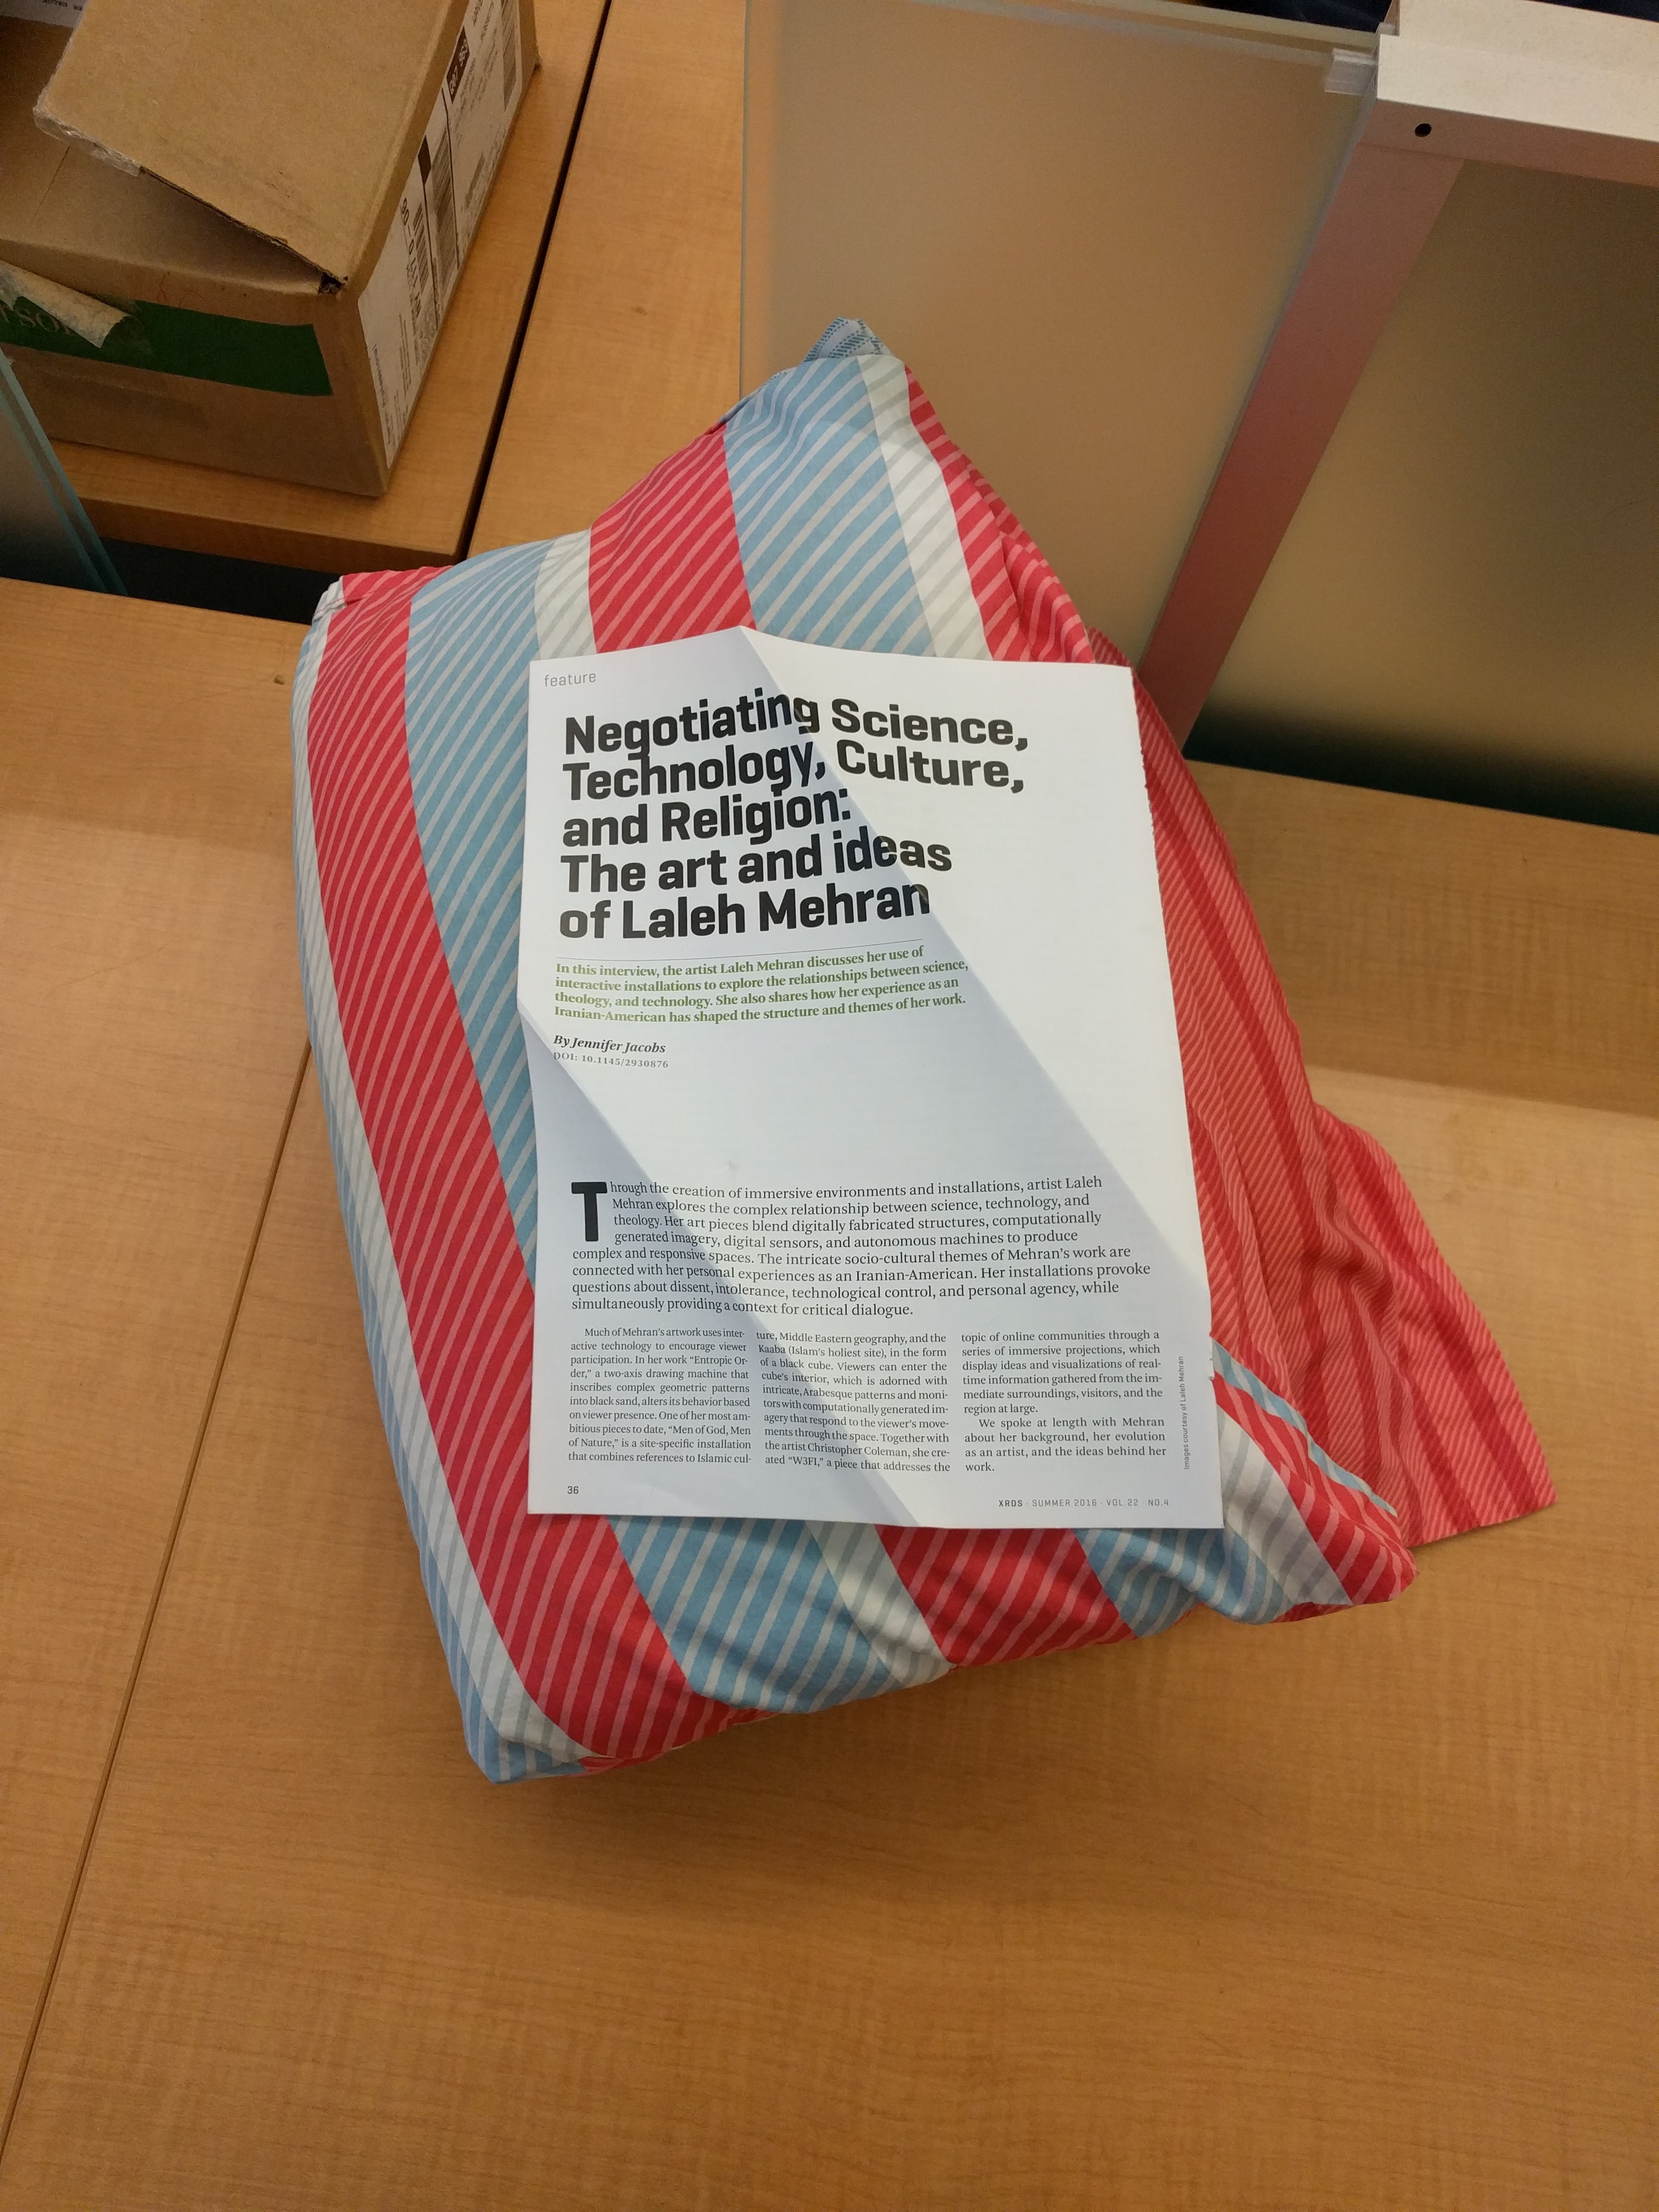 feature
Negotiating Science,
Technology, Culture,
and Religion:
The art and ideas
of Laleh Mehran
In this interview, the artist Laleh Mehran discusses her use of
interactive installations to explore the relationships between science,
theology, and technology. She also shares how her experience as an
Iranian-American has shaped the structure and themes of her work.
By Jennifer Jacobs
DOI: 10.1145/2930876
Through the creation of immersive environments and installations, artist Laleh
Mehran explores the complex relationship between science, technology, and
theology. Her art pieces blend digitally fabricated structures, computationally
generated imagery, digital sensors, and autonomous machines to produce
complex and responsive spaces. The intricate socio-cultural themes of Mehran's work are
connected with her personal experiences as an Iranian-American. Her installations provoke
questions about dissent, intolerance, technological control, and personal agency, while
simultaneously providing a context for critical dialogue.
Much of Mehran's artwork uses inter-
active technology to encourage viewer
participation. In her work “Entropic Or-
der,” a two-axis drawing machine that
inscribes complex geometric patterns
into black sand, alters its behavior based
on viewer presence. One of her most am-
bitious pieces to date, “Men of God, Men
of Nature,” is a site-specific installation
that combines references to Islamic cul-
ture, Middle Eastern geography, and the
Kaaba (Islam's holiest site), in the form
of a black cube. Viewers can enter the
cube's interior, which is adorned with
intricate, Arabesque patterns and moni-
tors with computationally generated im-
agery that respond to the viewer's move-
ments through the space. Together with
the artist Christopher Coleman, she cre-
ated “W3FI,” a piece that addresses the
topic of online communities through a
series of immersive projections, which
display ideas and visualizations of real-
time information gathered from the im-
mediate surroundings, visitors, and the
region at large.
We spoke at length with Mehran
about her background, her evolution
as an artist, and the ideas behind her
work.
Images courtesy of Laleh Mehran
36
XRDS · SUMMER 2016 · VOL.22 · NO.4